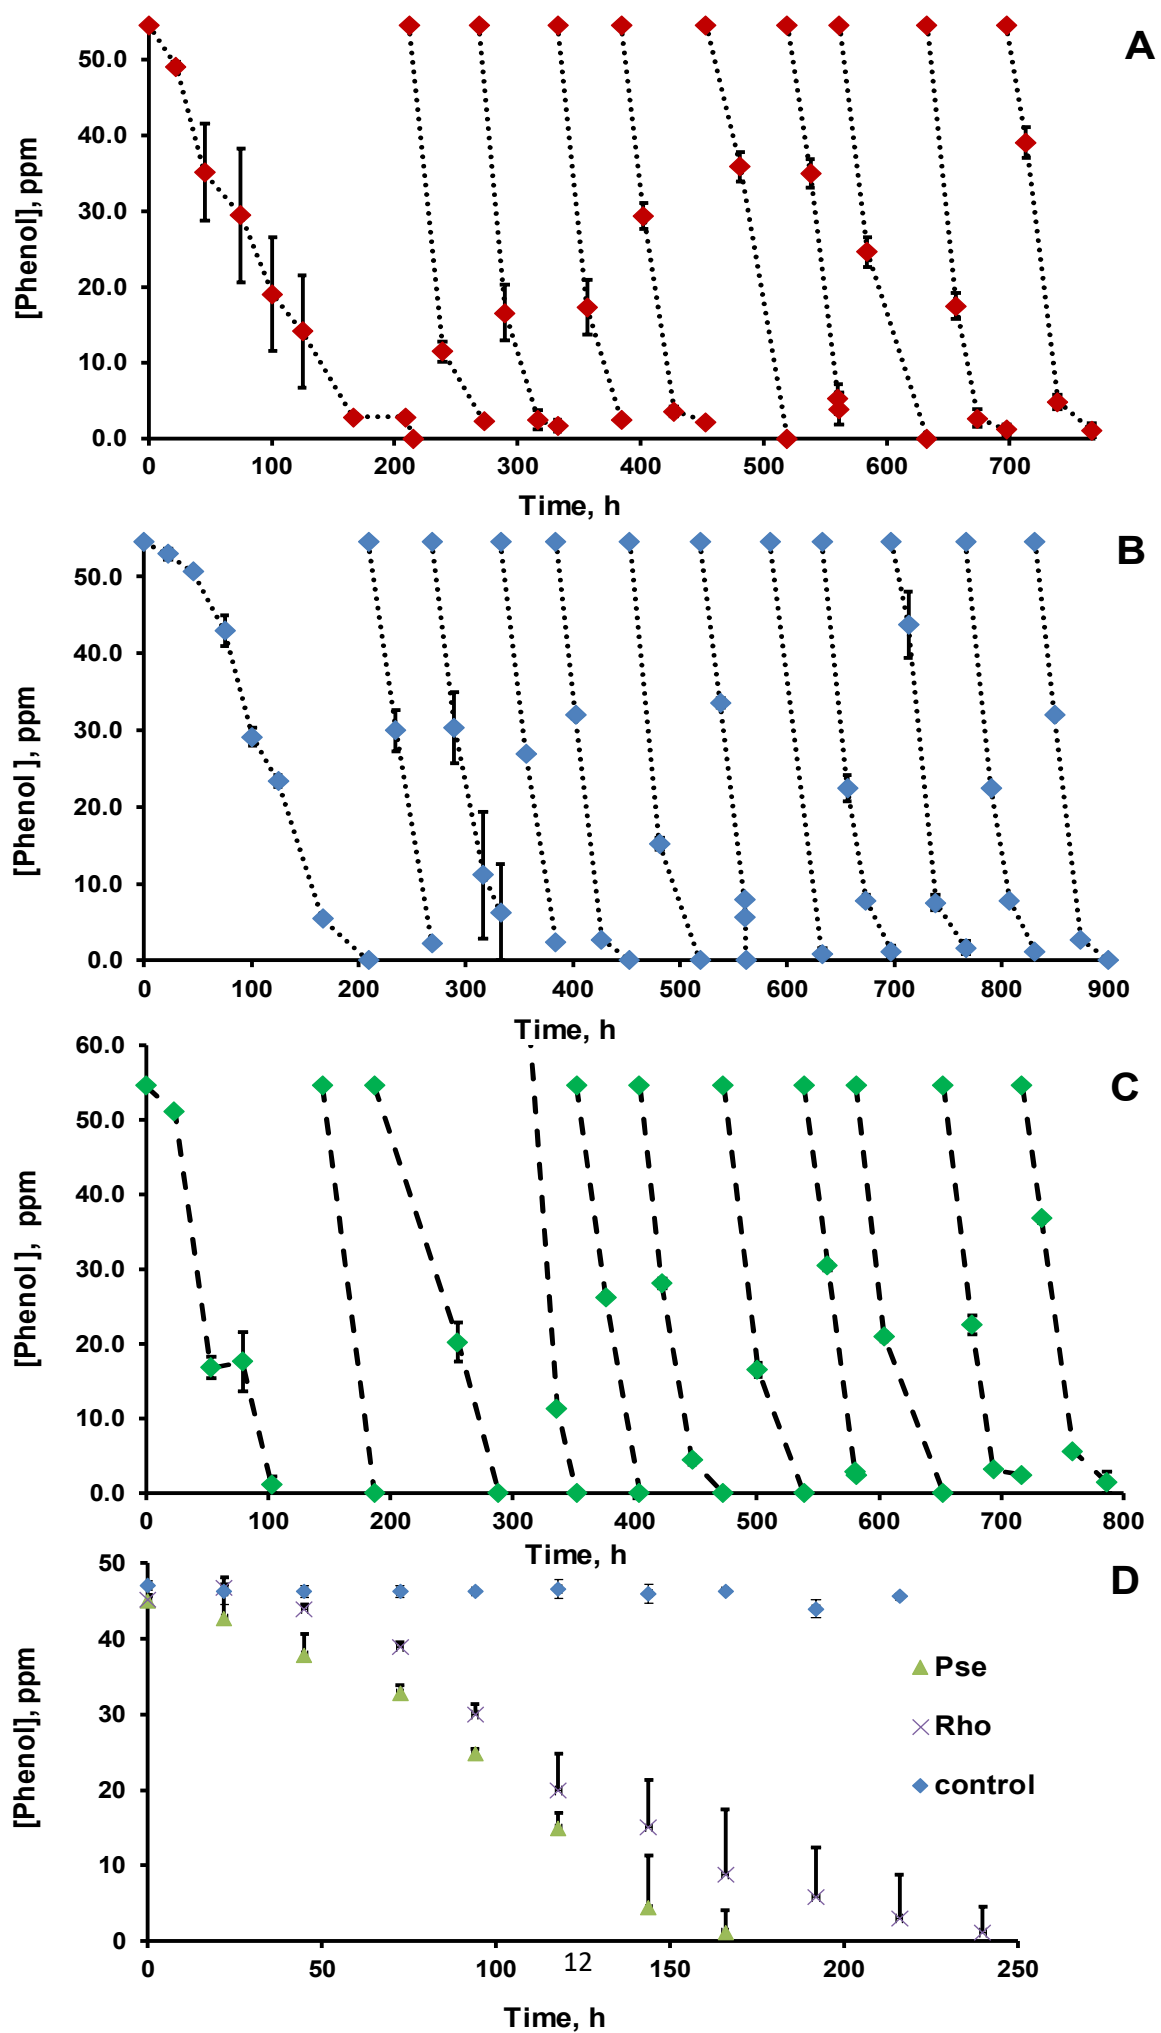 A
50.0
40.0
30.0
20.0
10.0
0.0
[Phenol], ppm
0 100 200 300 400 500 600 700
Time, h
B
50.0
40.0
30.0
20.0
10.0
0.0
[Phenol ], ppm
0 100 200 300 400 500 600 700 800 900
Time, h
C
60.0
50.0
40.0
30.0
20.0
10.0
0.0
[Phenol ], ppm
0 100 200 300 400 500 600 700 800
Time, h
D
50
40
30
20
10
0
[Phenol], ppm
Pse
Rho
control
0 50 100 150 200 250
12
Time, h